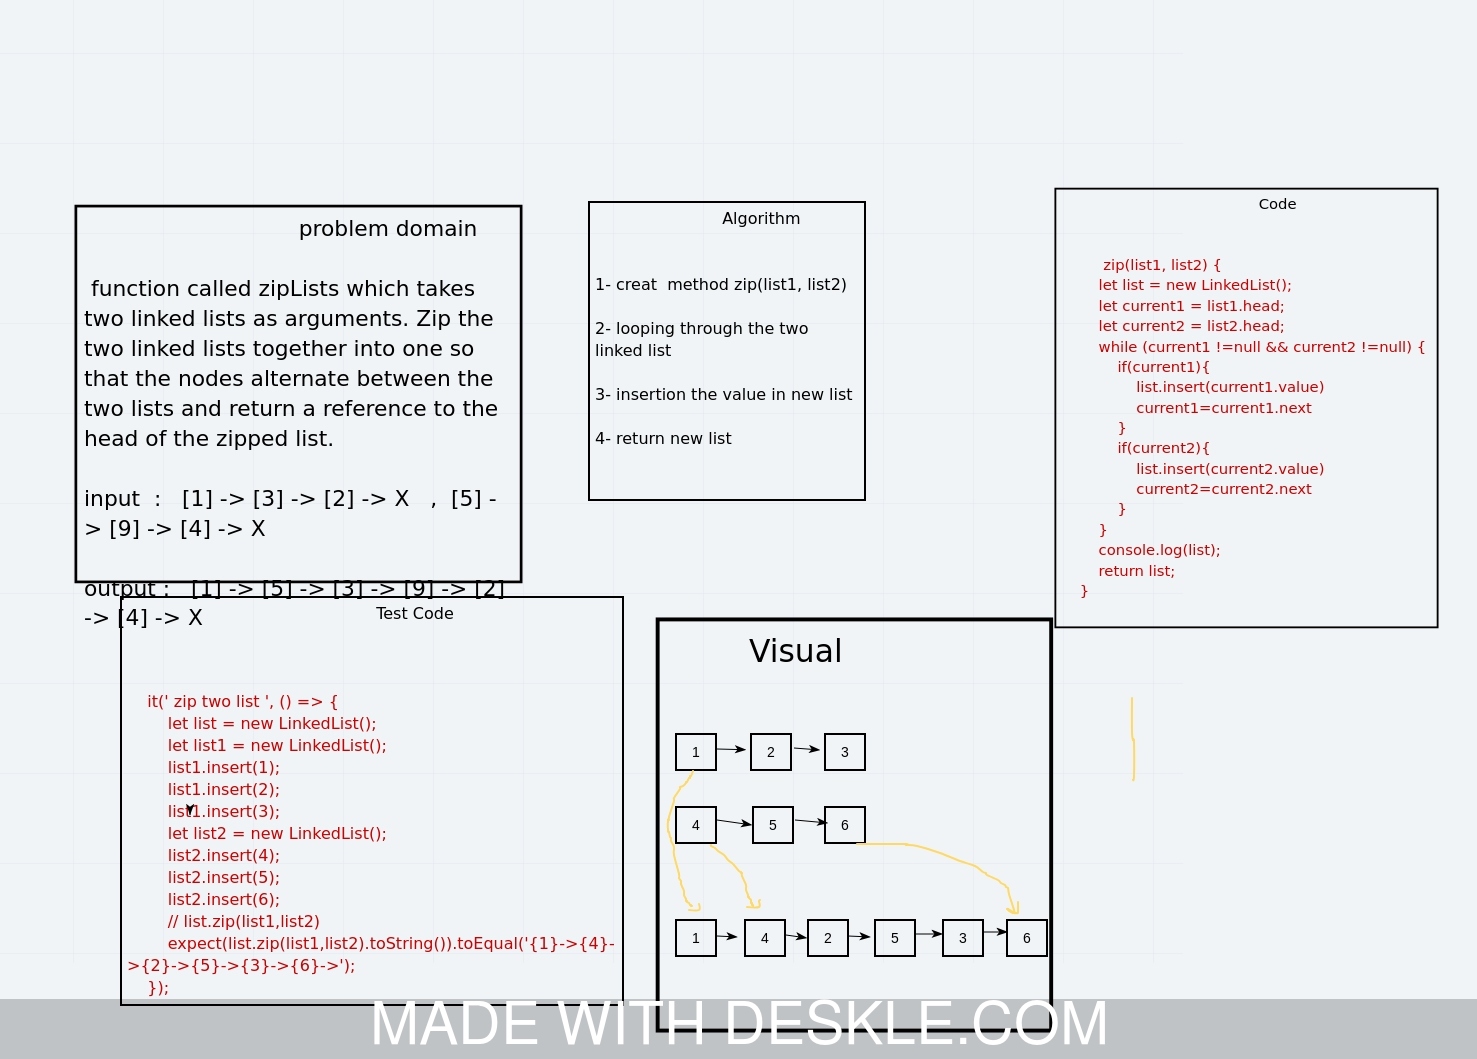 problem domain
function called zipLists which takes
two linked lists as arguments. Zip the
two linked lists together into one so
that the nodes alternate between the
two lists and return a reference to the
head of the zipped list.
input  :   [1] -> [3] -> [2] -> X   ,  [5] -
> [9] -> [4] -> X
output :   [1] -> [5] -> [3] -> [9] -> [2]
-> [4] -> X
Algorithm
1- creat  method zip(list1, list2)
2- looping through the two
linked list
3- insertion the value in new list
4- return new list
Code
zip(list1, list2) {
let list = new LinkedList();
let current1 = list1.head;
let current2 = list2.head;
while (current1 !=null && current2 !=null) {
if(current1){
list.insert(current1.value)
current1=current1.next
}
if(current2){
list.insert(current2.value)
current2=current2.next
}
}
console.log(list);
return list;
}
Test Code
it(' zip two list ', () => {
let list = new LinkedList();
let list1 = new LinkedList();
list1.insert(1);
list1.insert(2);
list1.insert(3);
let list2 = new LinkedList();
list2.insert(4);
list2.insert(5);
list2.insert(6);
// list.zip(list1,list2)
expect(list.zip(list1,list2).toString()).toEqual('{1}->{4}-
>{2}->{5}->{3}->{6}->');
});
Visual
1 2 3
4 5 6
1 4 2 5 3 6
MADE WITH DESKLE.COM